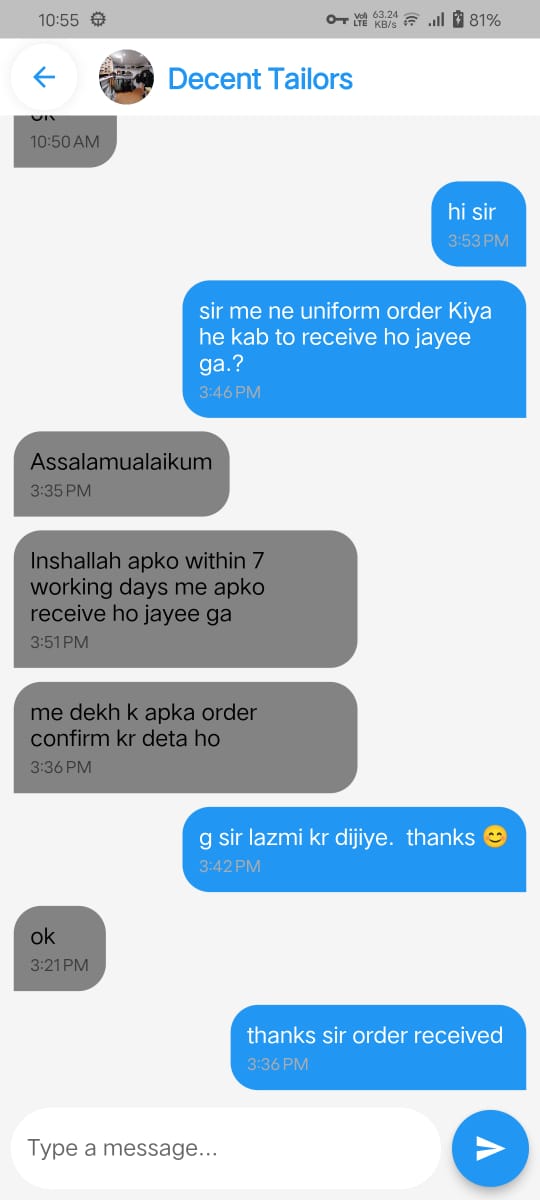 10:55 VoB LTE 63.24 KB/s 81%
Decent Tailors
ok
10:50 AM
hi sir
3:53 PM
sir me ne uniform order Kiya
he kab to receive ho jayee
ga.?
3:46 PM
Assalamualaikum
3:35 PM
Inshallah apko within 7
working days me apko
receive ho jayee ga
3:51 PM
me dekh k apka order
confirm kr deta ho
3:36 PM
g sir lazmi kr dijiye.  thanks 😊
3:42 PM
ok
3:21 PM
thanks sir order received
3:36 PM
Type a message...